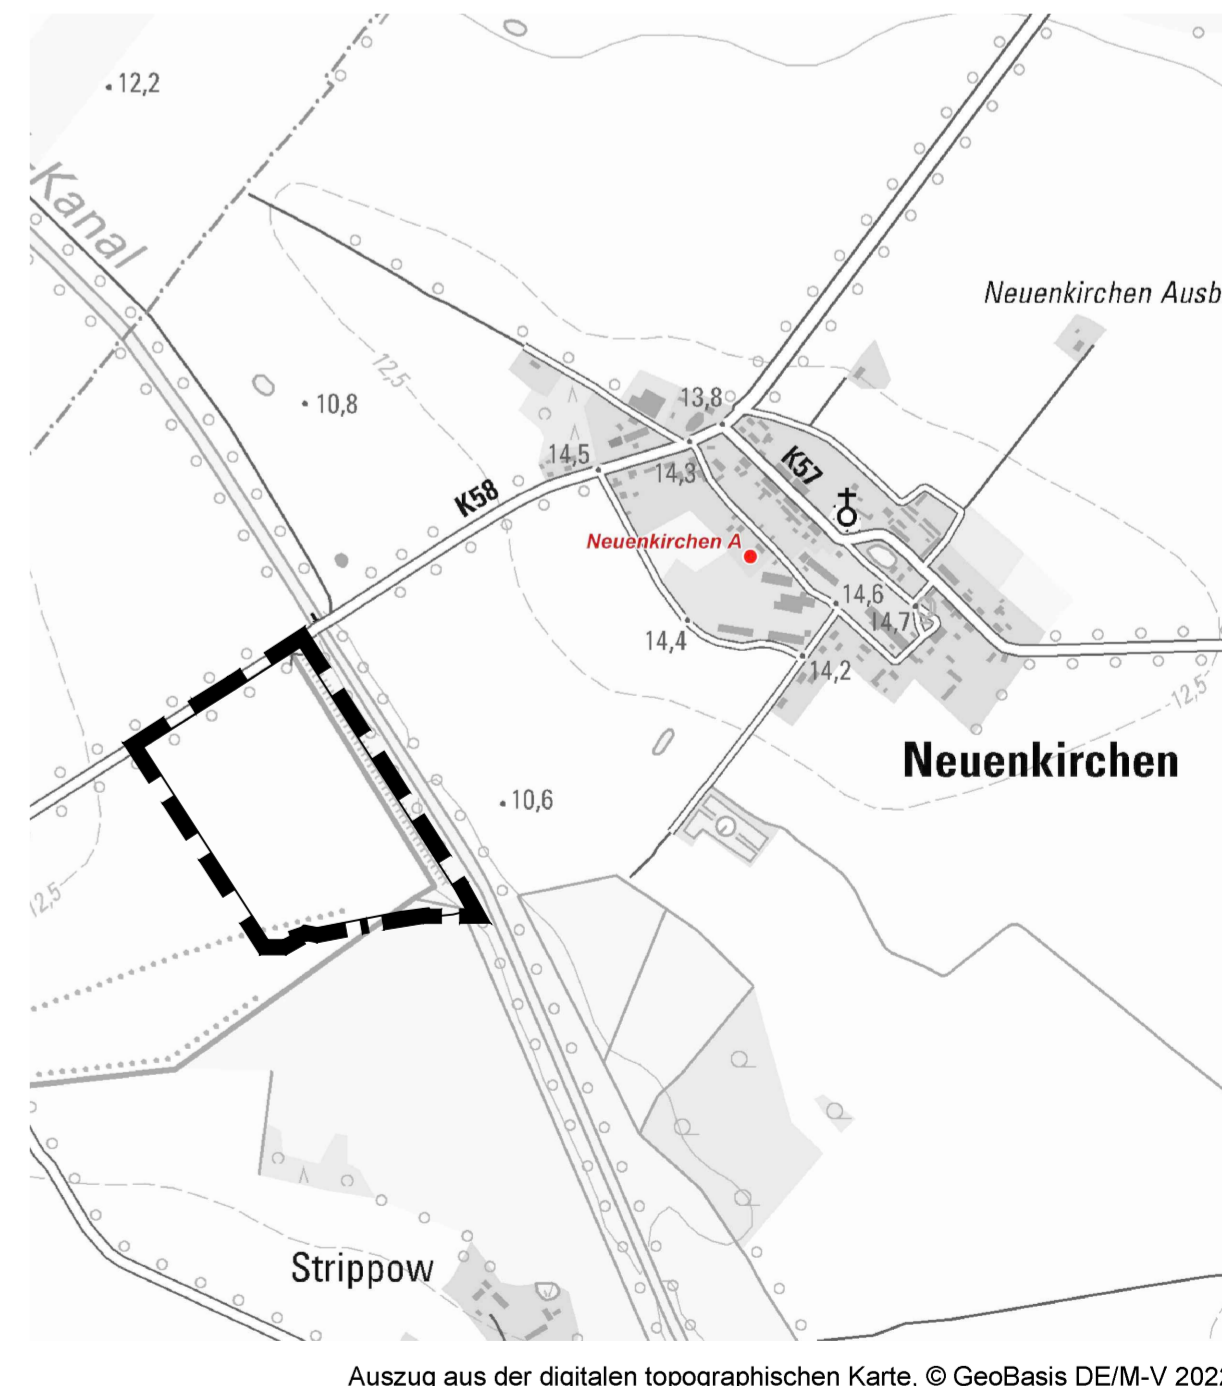 12,2
-Kanal
Neuenkirchen Ausb
12,5
10,8
13,8
14,5
14,3
K57
K58
Neuenkirchen A
14,6
14,7
14,4
14,2
12,5
Neuenkirchen
10,6
12,5
Strippow
Auszug aus der digitalen topographischen Karte, © GeoBasis DE/M-V 2022